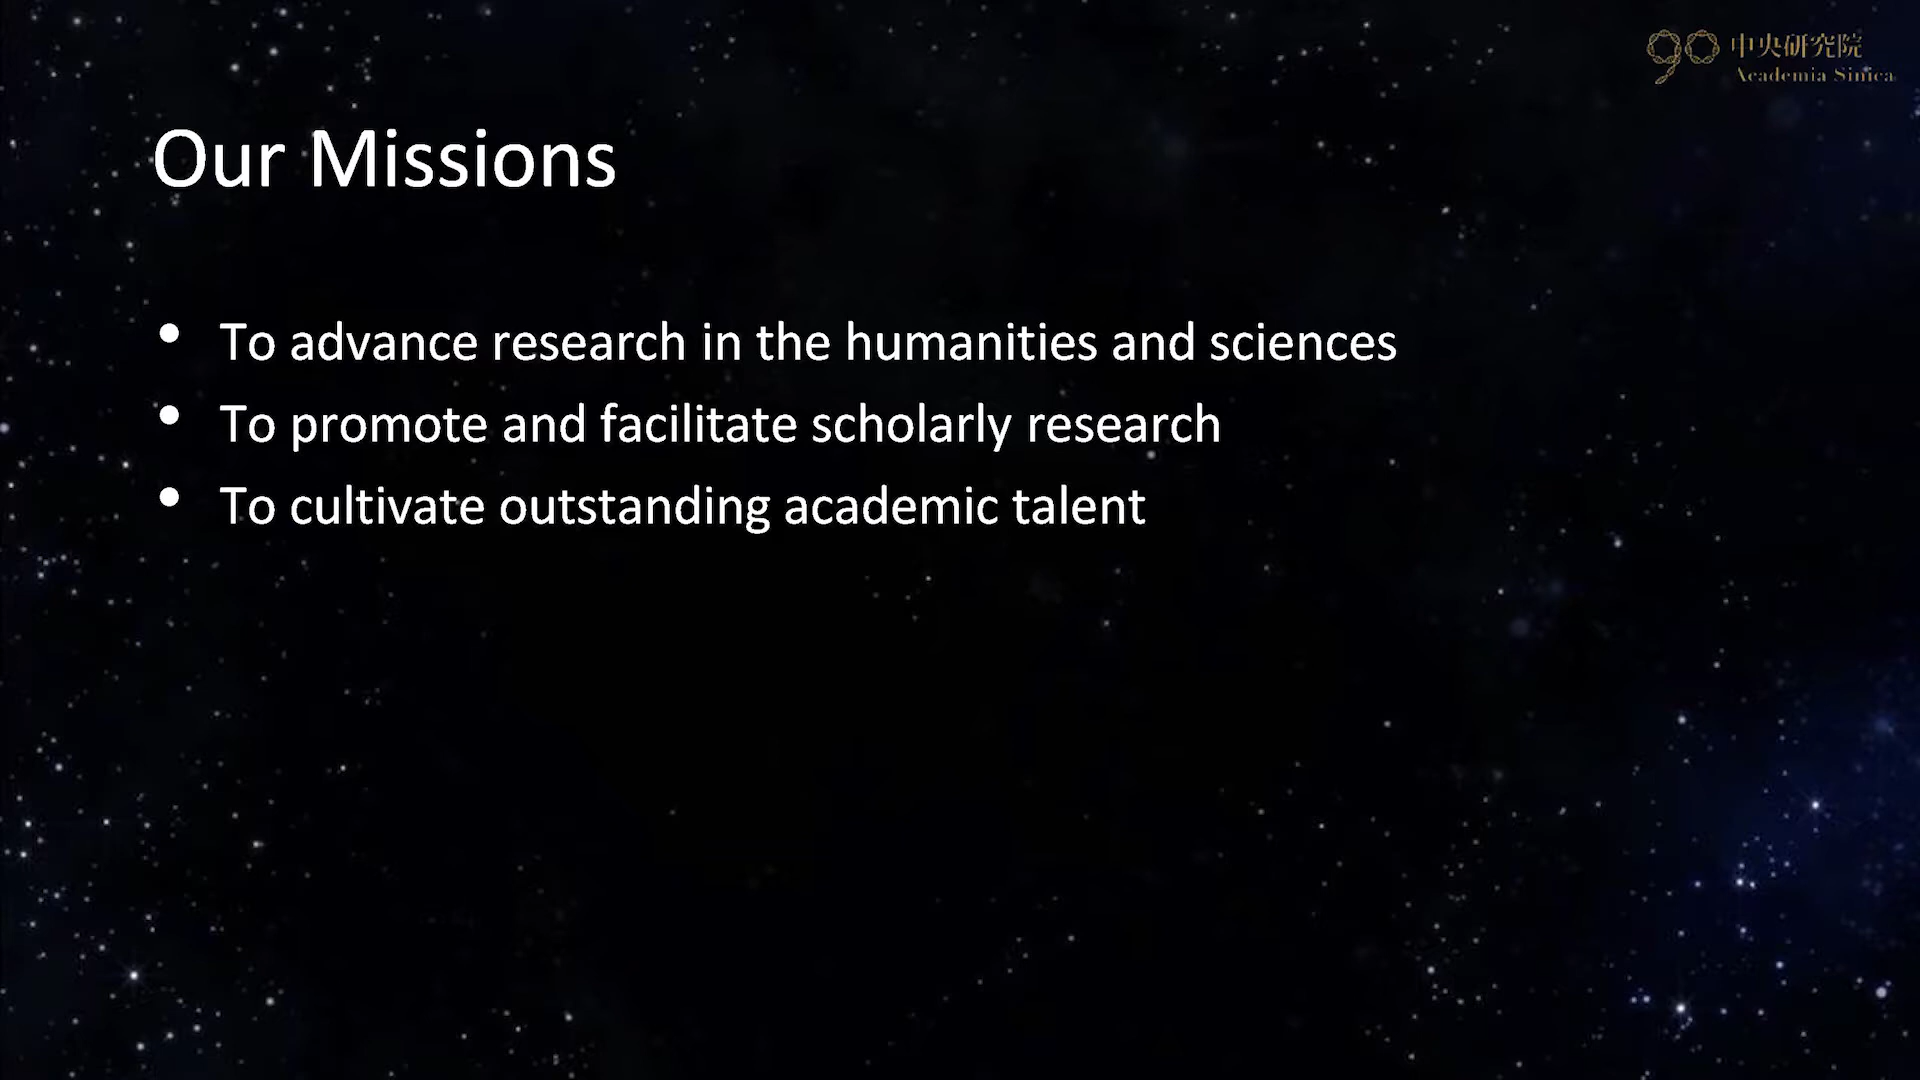 90 中央研究院
Academia Sinica
Our Missions
• To advance research in the humanities and sciences
• To promote and facilitate scholarly research
• To cultivate outstanding academic talent